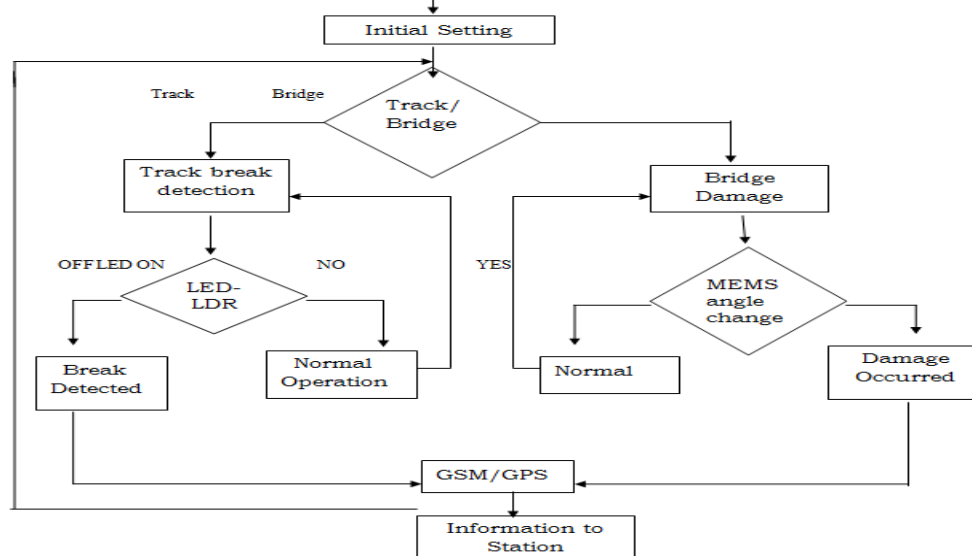 Initial Setting
Track
Bridge
Track/
Bridge
Track break
detection
Bridge
Damage
OFF LED ON
NO
YES
LED-
LDR
MEMS
angle
change
Break
Detected
Normal
Operation
Normal
Damage
Occurred
GSM/GPS
Information to
Station